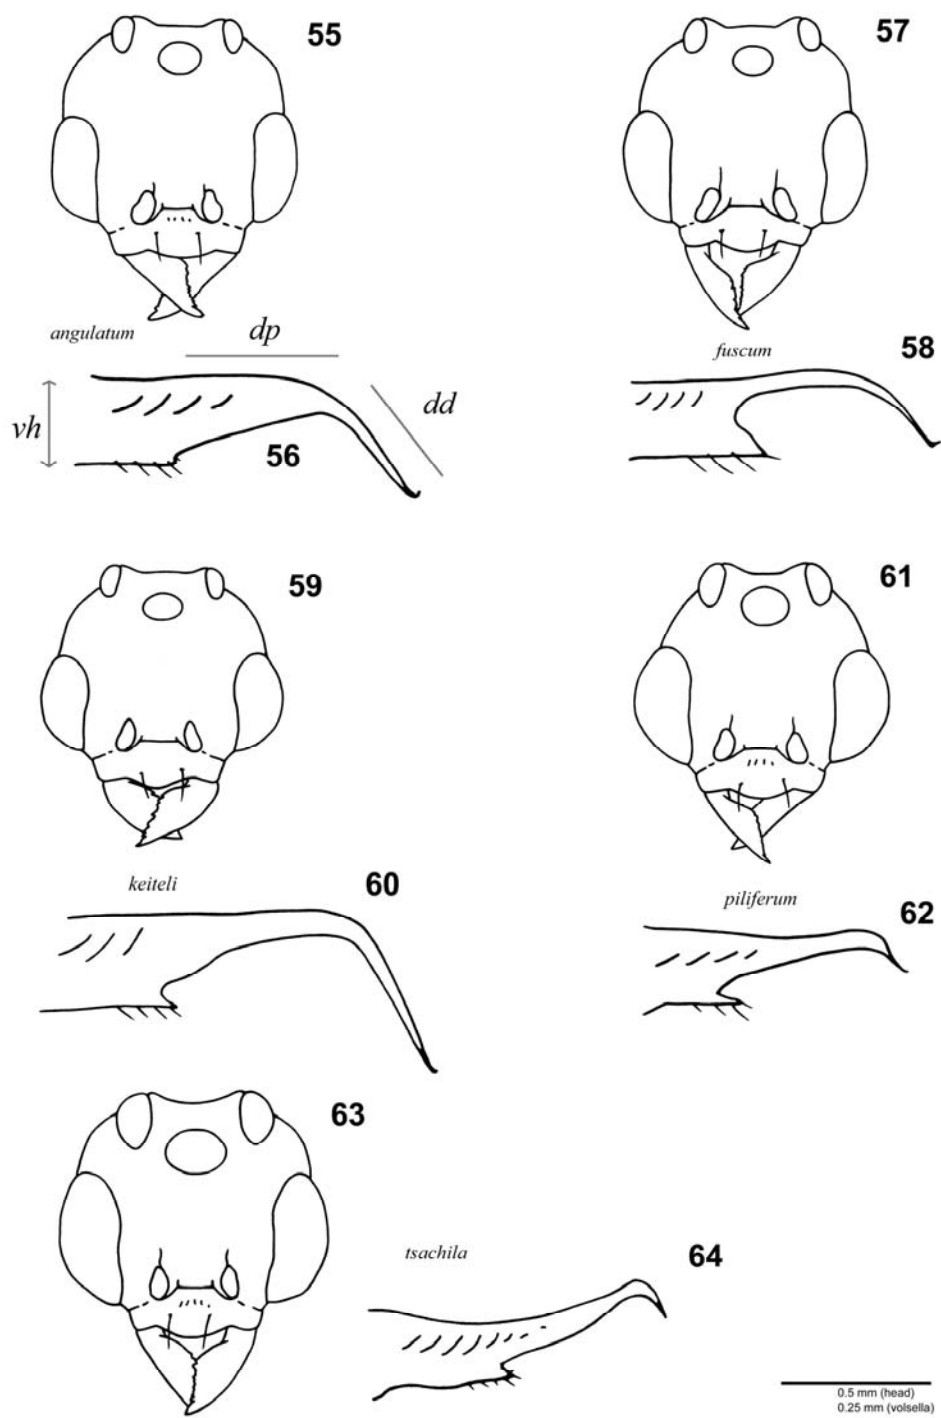 55
57
angulatum
dp
fuscum
58
vh
dd
56
59
61
keiteli
60
piliferum
62
63
tsachila
64
0.5 mm (head)
0.25 mm (volsella)